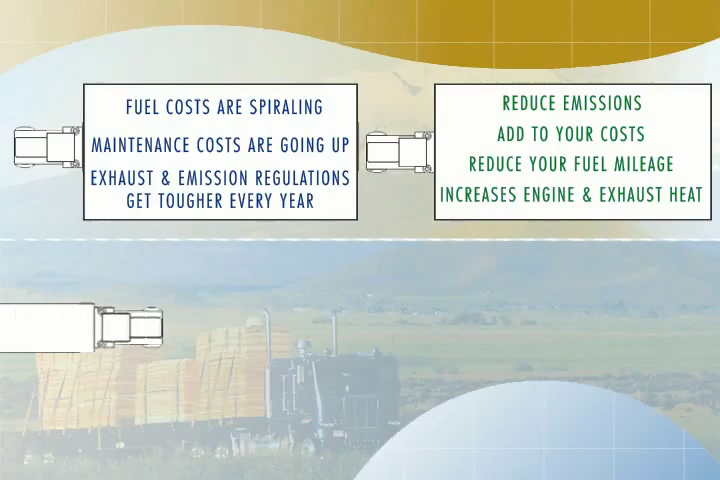 FUEL COSTS ARE SPIRALING
MAINTENANCE COSTS ARE GOING UP
EXHAUST & EMISSION REGULATIONS
GET TOUGHER EVERY YEAR
REDUCE EMISSIONS
ADD TO YOUR COSTS
REDUCE YOUR FUEL MILEAGE
INCREASES ENGINE & EXHAUST HEAT